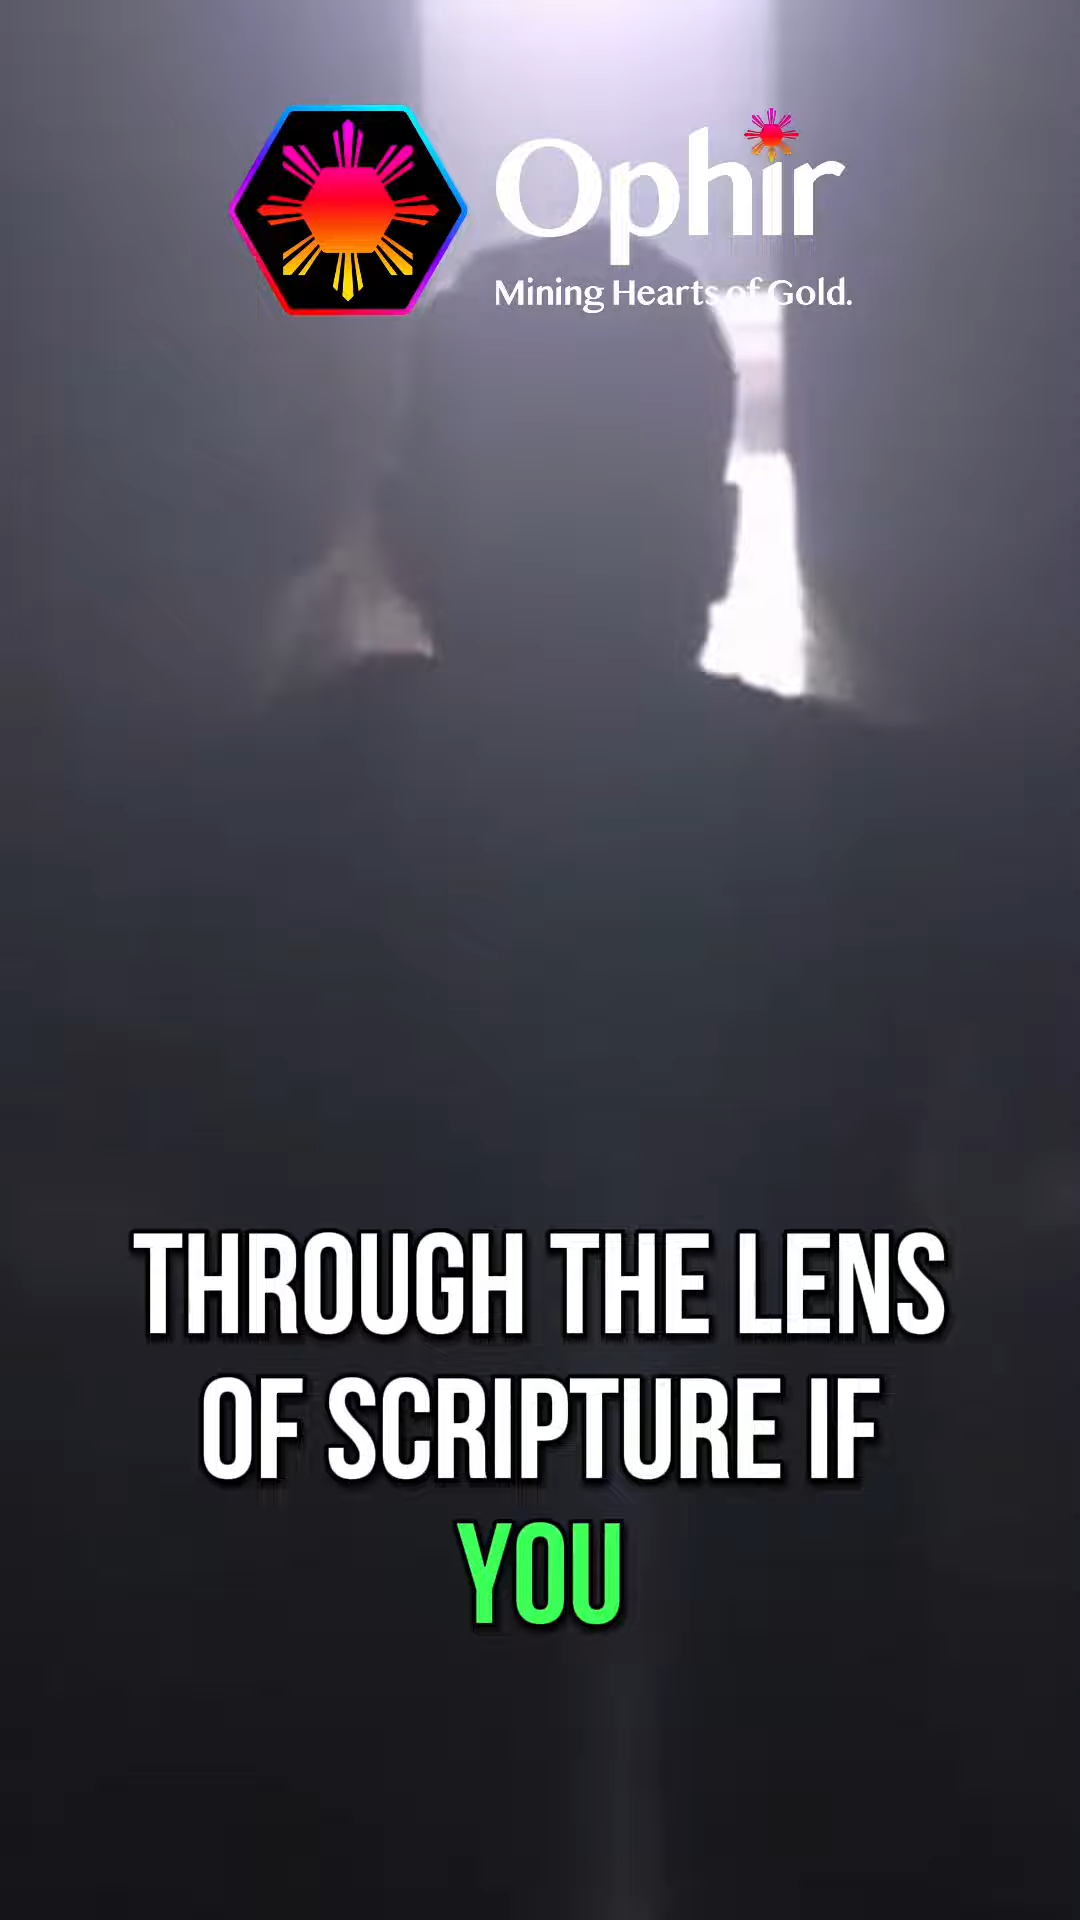 Ophir
Mining Hearts of Gold.
THROUGH THE LENS
OF SCRIPTURE IF
YOU